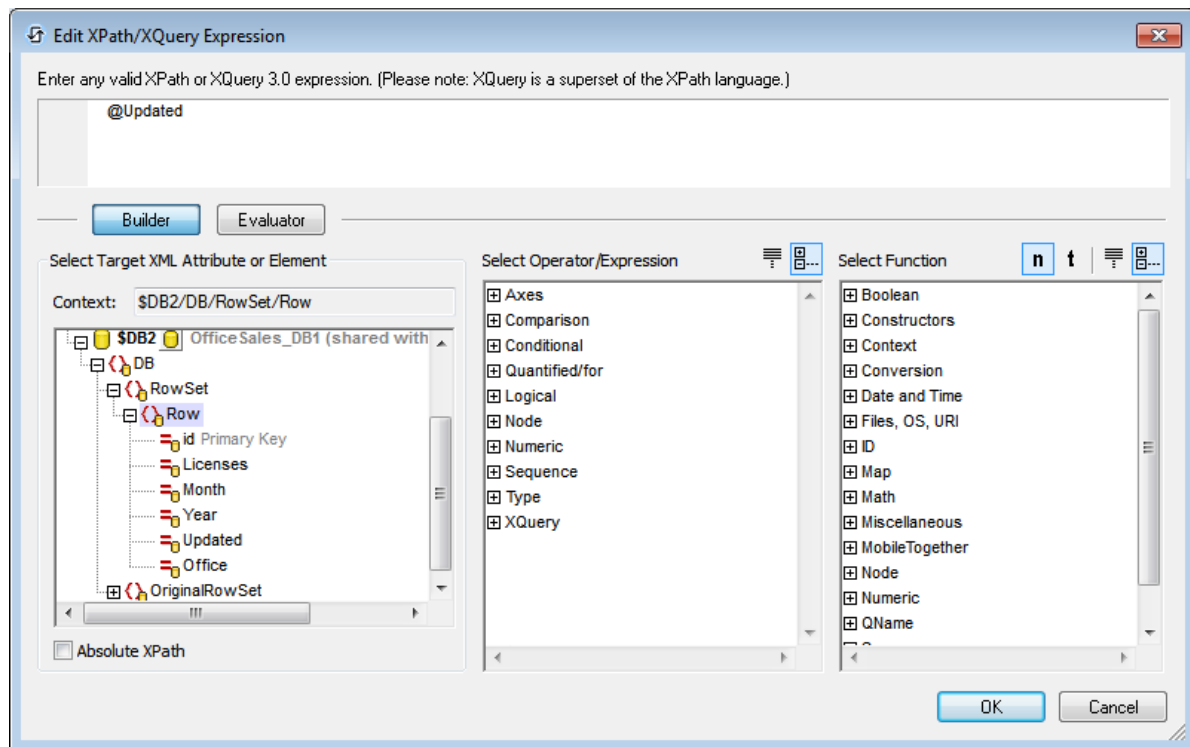 Edit XPath/XQuery Expression
Enter any valid XPath or XQuery 3.0 expression. (Please note: XQuery is a superset of the XPath language.)
@Updated
Builder
Evaluator
Select Target XML Attribute or Element
Context: $DB2/DB/RowSet/Row
$DB2 OfficeSales_DB1 (shared with
DB
RowSet
Row
id Primary Key
Licenses
Month
Year
Updated
Office
OriginalRowSet
Absolute XPath
Select Operator/Expression
Axes
Comparison
Conditional
Quantified/for
Logical
Node
Numeric
Sequence
Type
XQuery
Select Function
n t
Boolean
Constructors
Context
Conversion
Date and Time
Files, OS, URI
ID
Map
Math
Miscellaneous
MobileTogether
Node
Numeric
QName
OK
Cancel